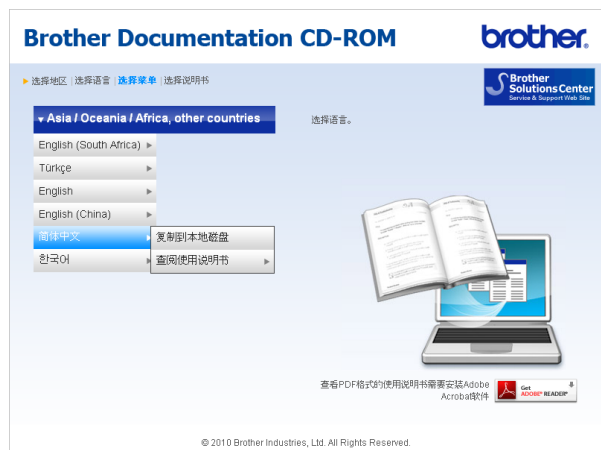 Brother Documentation CD-ROM
brother
选择地区 | 选择语言 | 选择菜单 | 选择说明书
Brother
Solutions Center
Service & Support Web Site
Asia / Oceania / Africa, other countries
选择语言。
English (South Africa)
Türkçe
English
English (China)
简体中文
复制到本地磁盘
한국어
查阅使用说明书
查看PDF格式的使用说明书需要安装Adobe
Acrobat软件
Get
ADOBE® READER®
© 2010 Brother Industries, Ltd. All Rights Reserved.